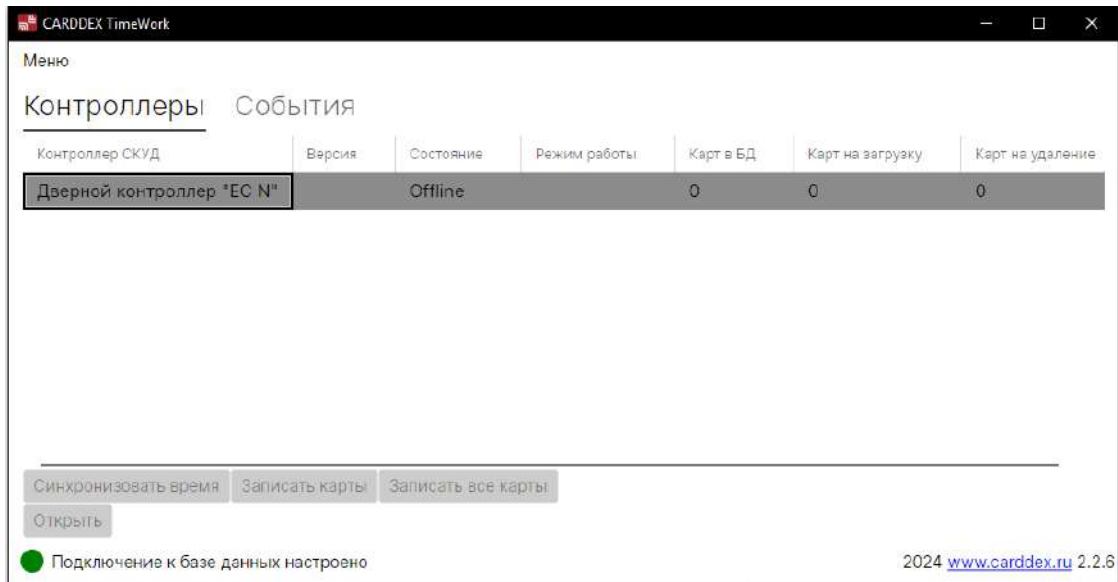 CARDDEX TimeWork
Меню
Контроллеры События
Контроллер СКУД Версия Состояние Режим работы Карт в БД Карт на загрузку Карт на удаление
Дверной контроллер "EC N" Offline 0 0 0
Синхронизовать время Записать карты Записать все карты
Открыть
Подключение к базе данных настроено 2024 www.carddex.ru 2.2.6